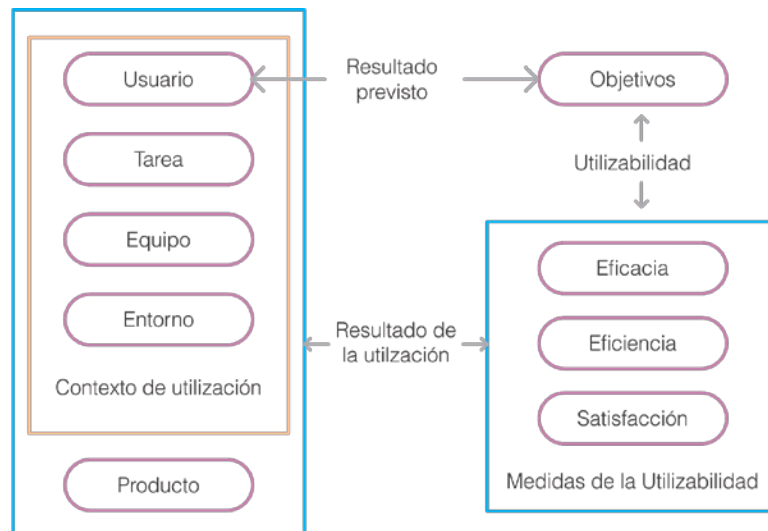 Usuario
Resultado
previsto
Objetivos
Tarea
Utilizabilidad
Equipo
Eficacia
Entorno
Resultado de
la utilzación
Eficiencia
Contexto de utilización
Satisfacción
Producto
Medidas de la Utilizabilidad